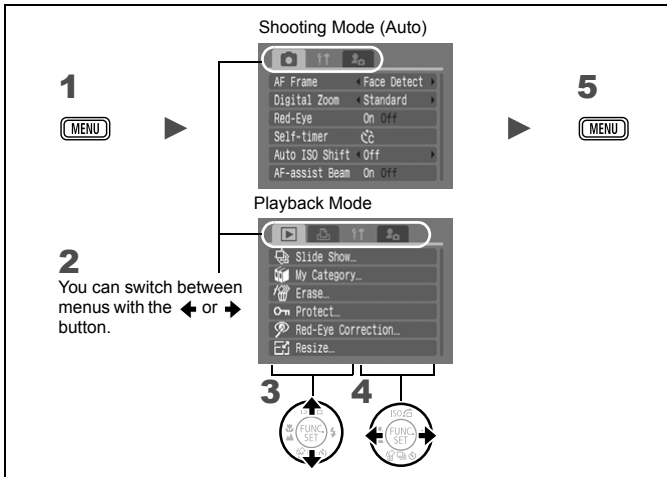 Shooting Mode (Auto)
1
MENU
AF Frame Face Detect
Digital Zoom Standard
Red-Eye On Off
Self-timer
Auto ISO Shift Off
AF-assist Beam On Off
5
MENU
Playback Mode
2
You can switch between
menus with the ← or →
button.
Slide Show...
My Category...
Erase...
Protect...
Red-Eye Correction...
Resize...
3
4
FUNC.
SET
ISO
FUNC.
SET